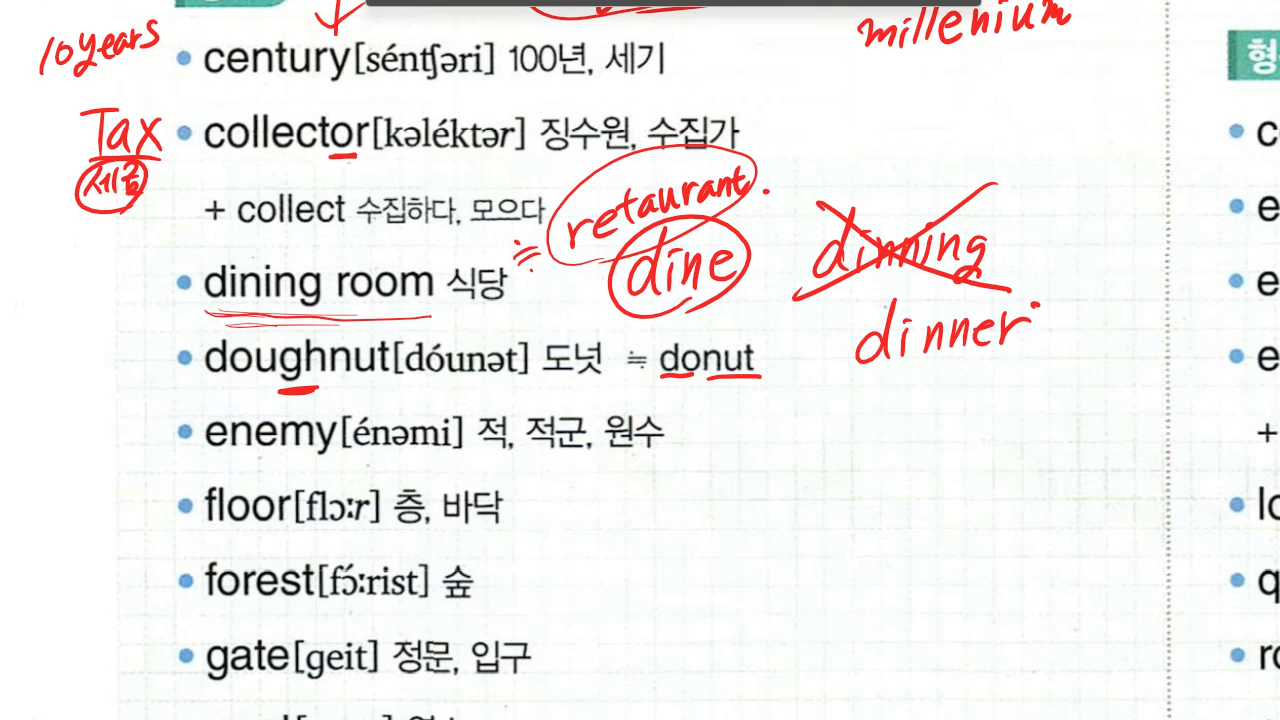 millenium
10years
century[séntʃəri] 100년, 세기
형
Tax
collector[kəléktər] 징수원, 수집가
세금
+ collect 수집하다, 모으다
retaurant.
≒
dine
dinning
dining room 식당
dinner
doughnut[dóunət] 도넛 ≒ donut
enemy[énəmi] 적, 적군, 원수
+
floor[flɔːr] 층, 바닥
forest[fɔ́ːrist] 숲
gate[geit] 정문, 입구